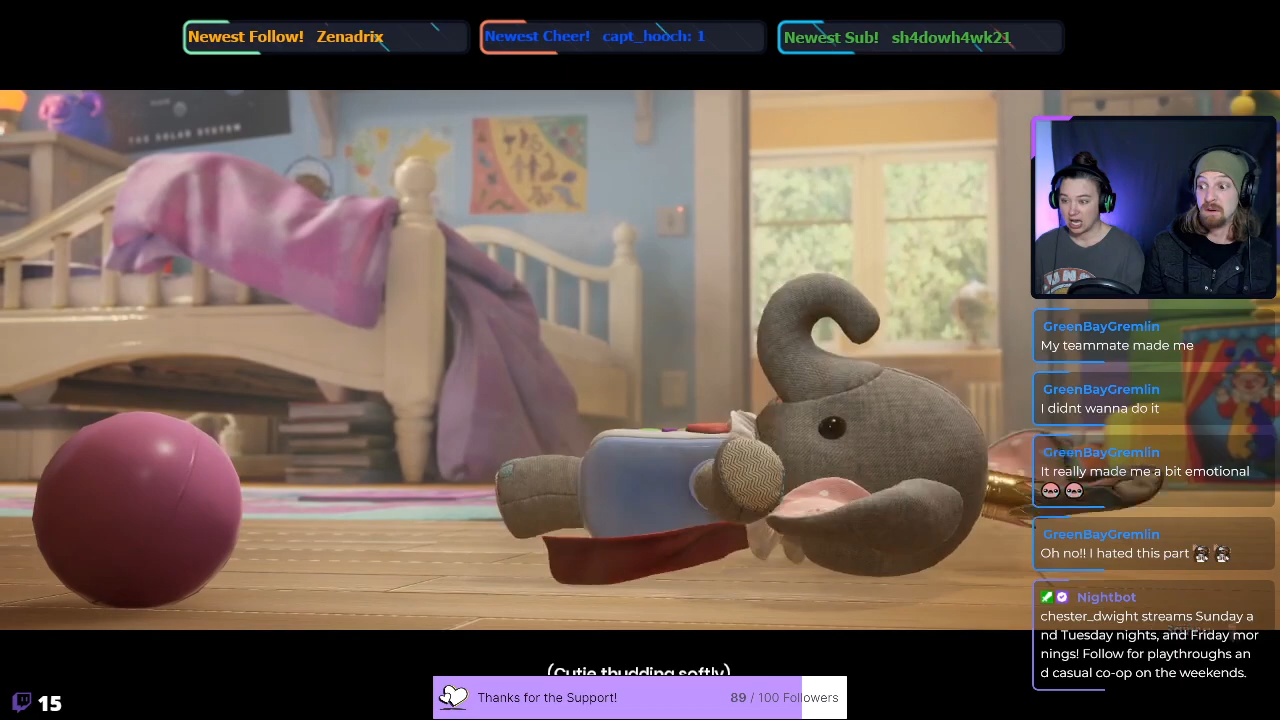 Newest Follow! Zenadrix
Newest Cheer! capt_hooch: 1
Newest Sub! sh4dowh4wk21
THE SOLAR SYSTEM
GreenBayGremlin
My teammate made me
GreenBayGremlin
I didnt wanna do it
GreenBayGremlin
It really made me a bit emotional
GreenBayGremlin
Oh no!! I hated this part
Nightbot
chester_dwight streams Sunday a
nd Tuesday nights, and Friday mor
nings! Follow for playthroughs an
d casual co-op on the weekends.
(Cutie thudding softly)
Thanks for the Support! 89 / 100 Followers
15